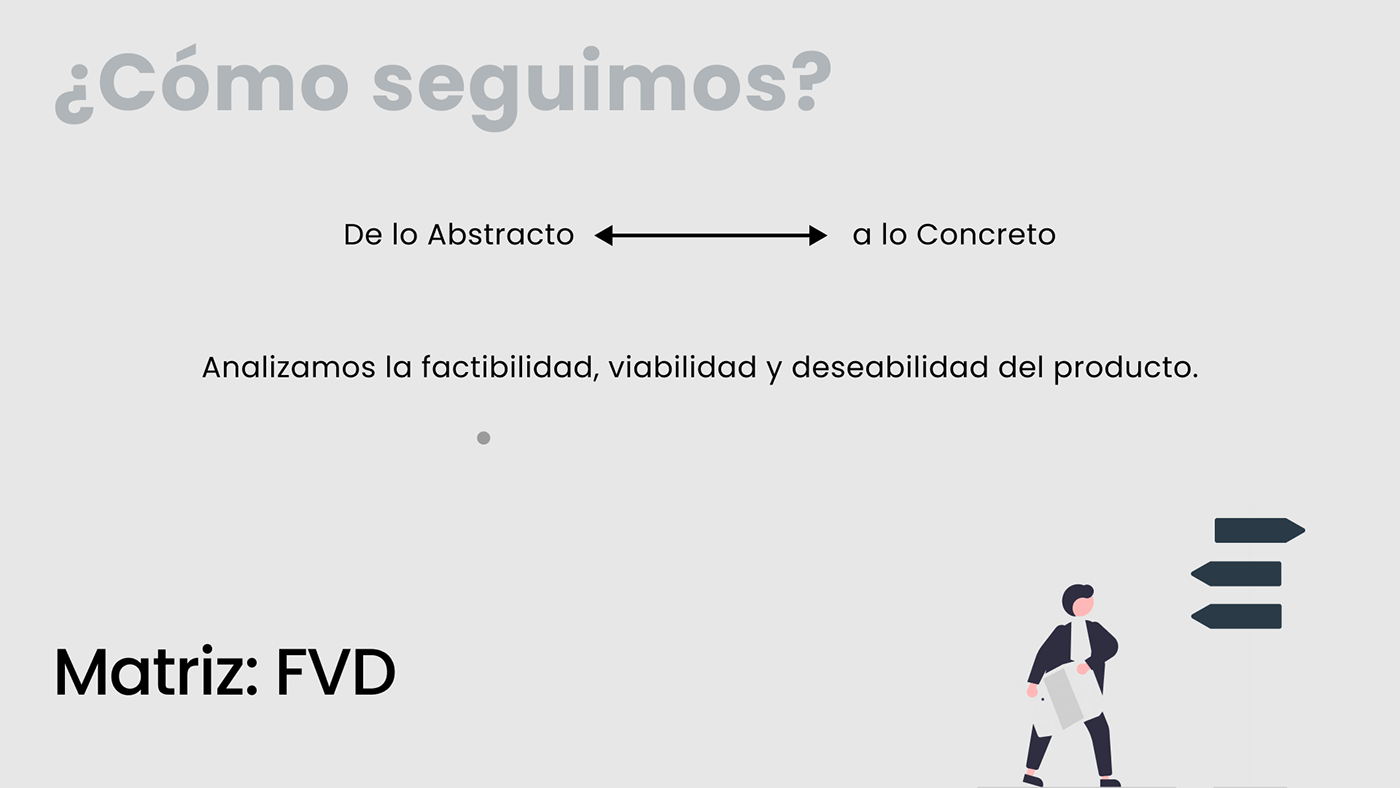 ¿Cómo seguimos?
De lo Abstracto a lo Concreto
Analizamos la factibilidad, viabilidad y deseabilidad del producto.
Matriz: FVD